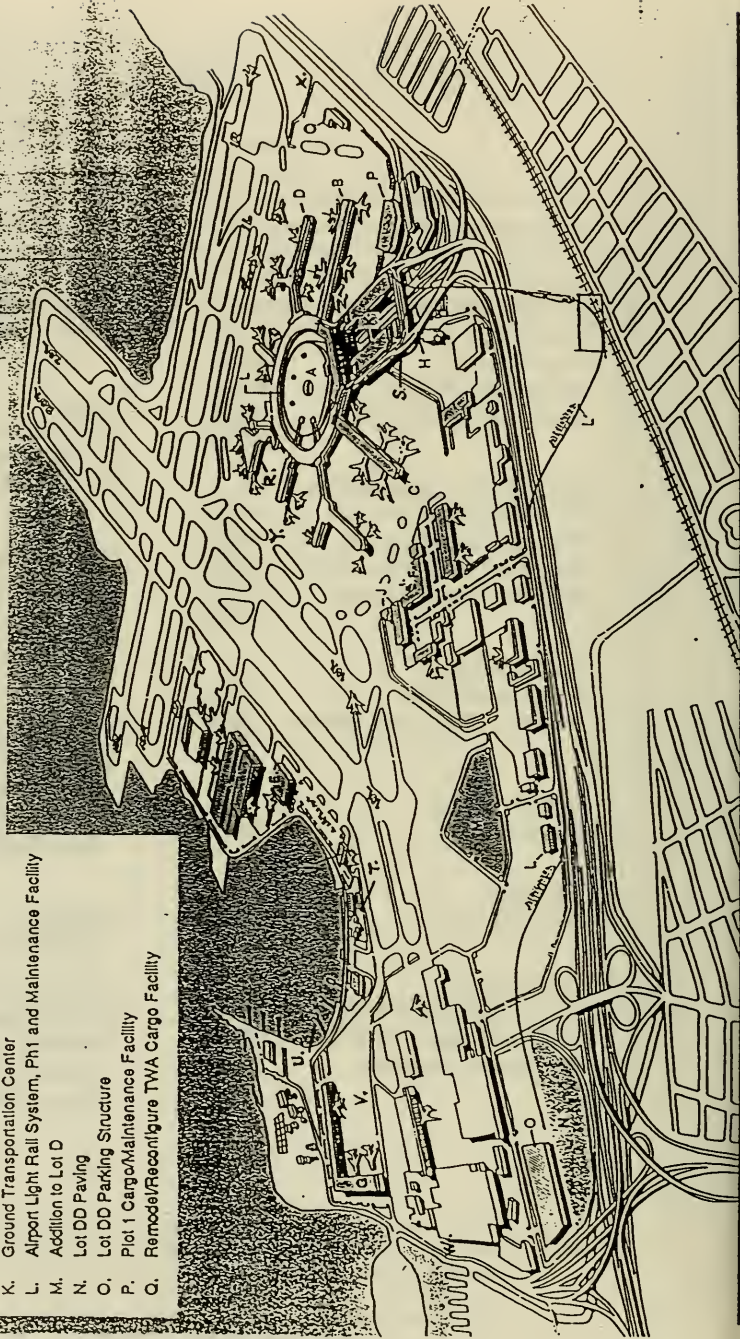 K. Ground Transportation Center
L. Airport Light Rail System, Ph1 and Maintenance Facility
M. Addition to Lot D
N. Lot DD Paving
O. Lot DD Parking Structure
P. Plot 1 Cargo/Maintenance Facility
Q. Remodel/Reconfigure TWA Cargo Facility
X
D
B
P
L
A
K
H
S
R.
C
Y.
J
L
M
L
T.
U.
V.
O
N
W.